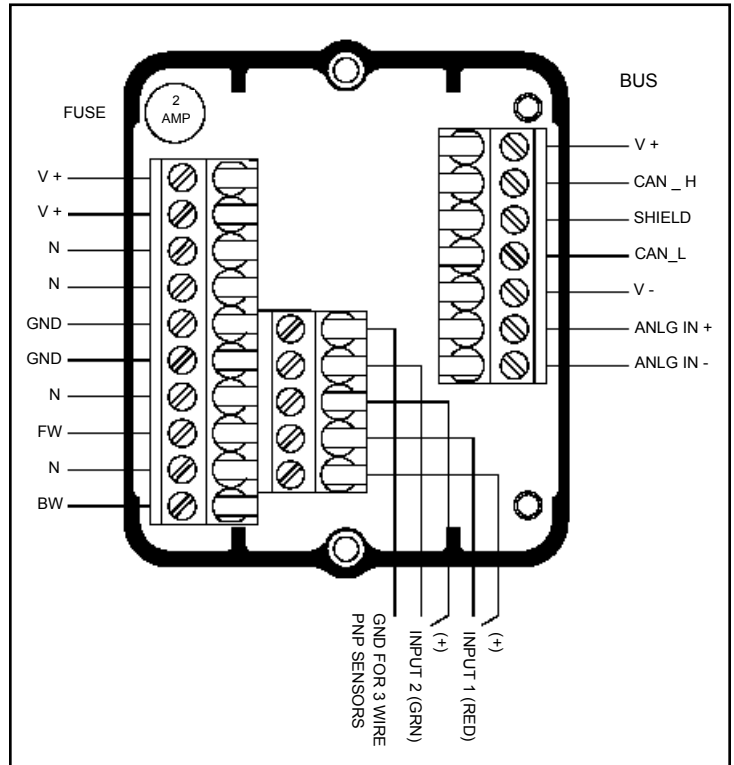 FUSE
2
AMP
V +
V +
N
N
GND
GND
N
FW
N
BW
BUS
V +
CAN _ H
SHIELD
CAN_L
V -
ANLG IN +
ANLG IN -
GND FOR 3 WIRE
PNP SENSORS
INPUT 2 (GRN)
(+)
INPUT 1 (RED)
(+)